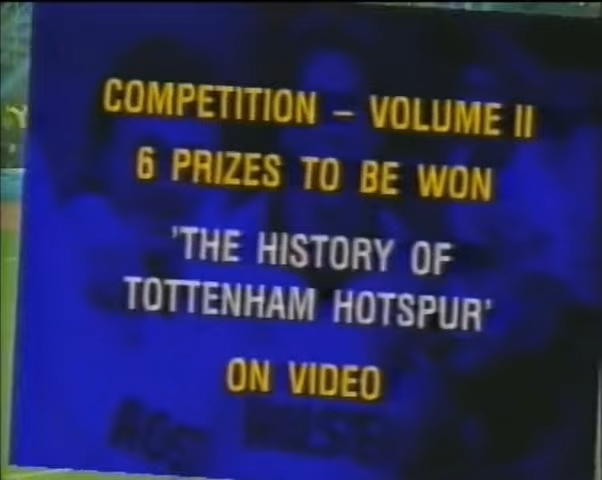 COMPETITION – VOLUME II
6 PRIZES TO BE WON
'THE HISTORY OF
TOTTENHAM HOTSPUR'
ON VIDEO